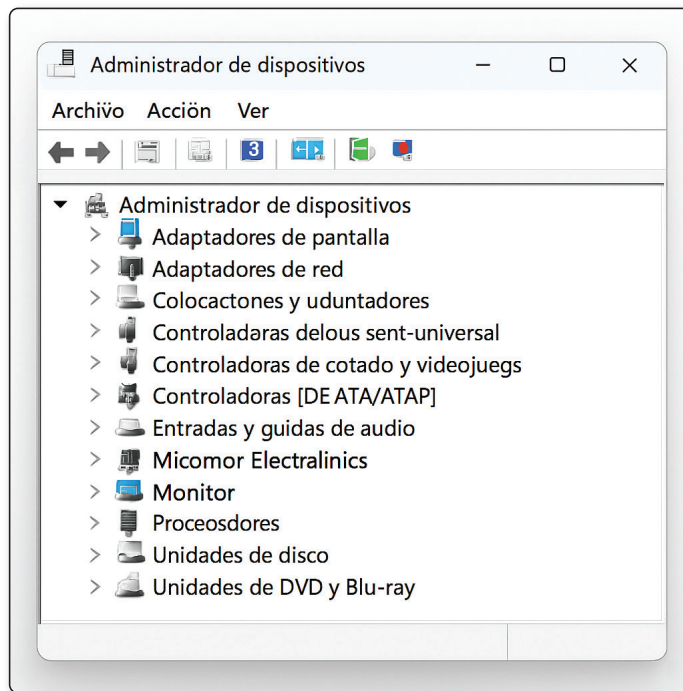 Administrador de dispositivos
Archïvo Acción Ver
3
Administrador de dispositivos
Adaptadores de pantalla
Adaptadores de red
Colocactones y uduntadores
Controladaras delous sent-universal
Controladoras de cotado y videojuegs
Controladoras [DE ATA/ATAP]
Entradas y guidas de audio
Micomor Electralinics
Monitor
Proceosdores
Unidades de disco
Unidades de DVD y Blu-ray